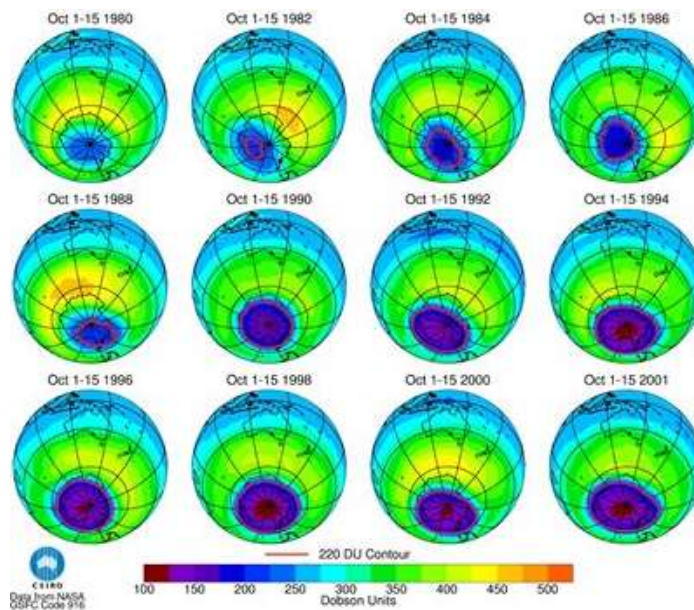 Oct 1-15 1980 Oct 1-15 1982 Oct 1-15 1984 Oct 1-15 1986
Oct 1-15 1988 Oct 1-15 1990 Oct 1-15 1992 Oct 1-15 1994
Oct 1-15 1996 Oct 1-15 1998 Oct 1-15 2000 Oct 1-15 2001
220 DU Contour
CSIRO
100 150 200 250 300 350 400 450 500
Dobson Units
Data from NASA
GSFC Code 916